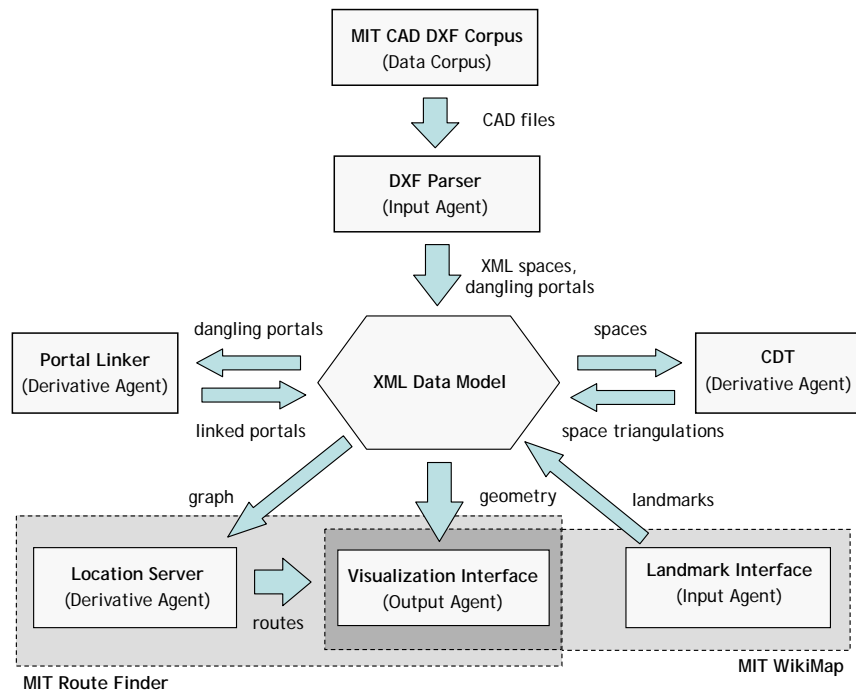 MIT CAD DXF Corpus
(Data Corpus)
CAD files
DXF Parser
(Input Agent)
XML spaces,
dangling portals
dangling portals
spaces
Portal Linker
(Derivative Agent)
XML Data Model
CDT
(Derivative Agent)
linked portals
space triangulations
graph
geometry
landmarks
Location Server
(Derivative Agent)
routes
Visualization Interface
(Output Agent)
Landmark Interface
(Input Agent)
MIT Route Finder
MIT WikiMap